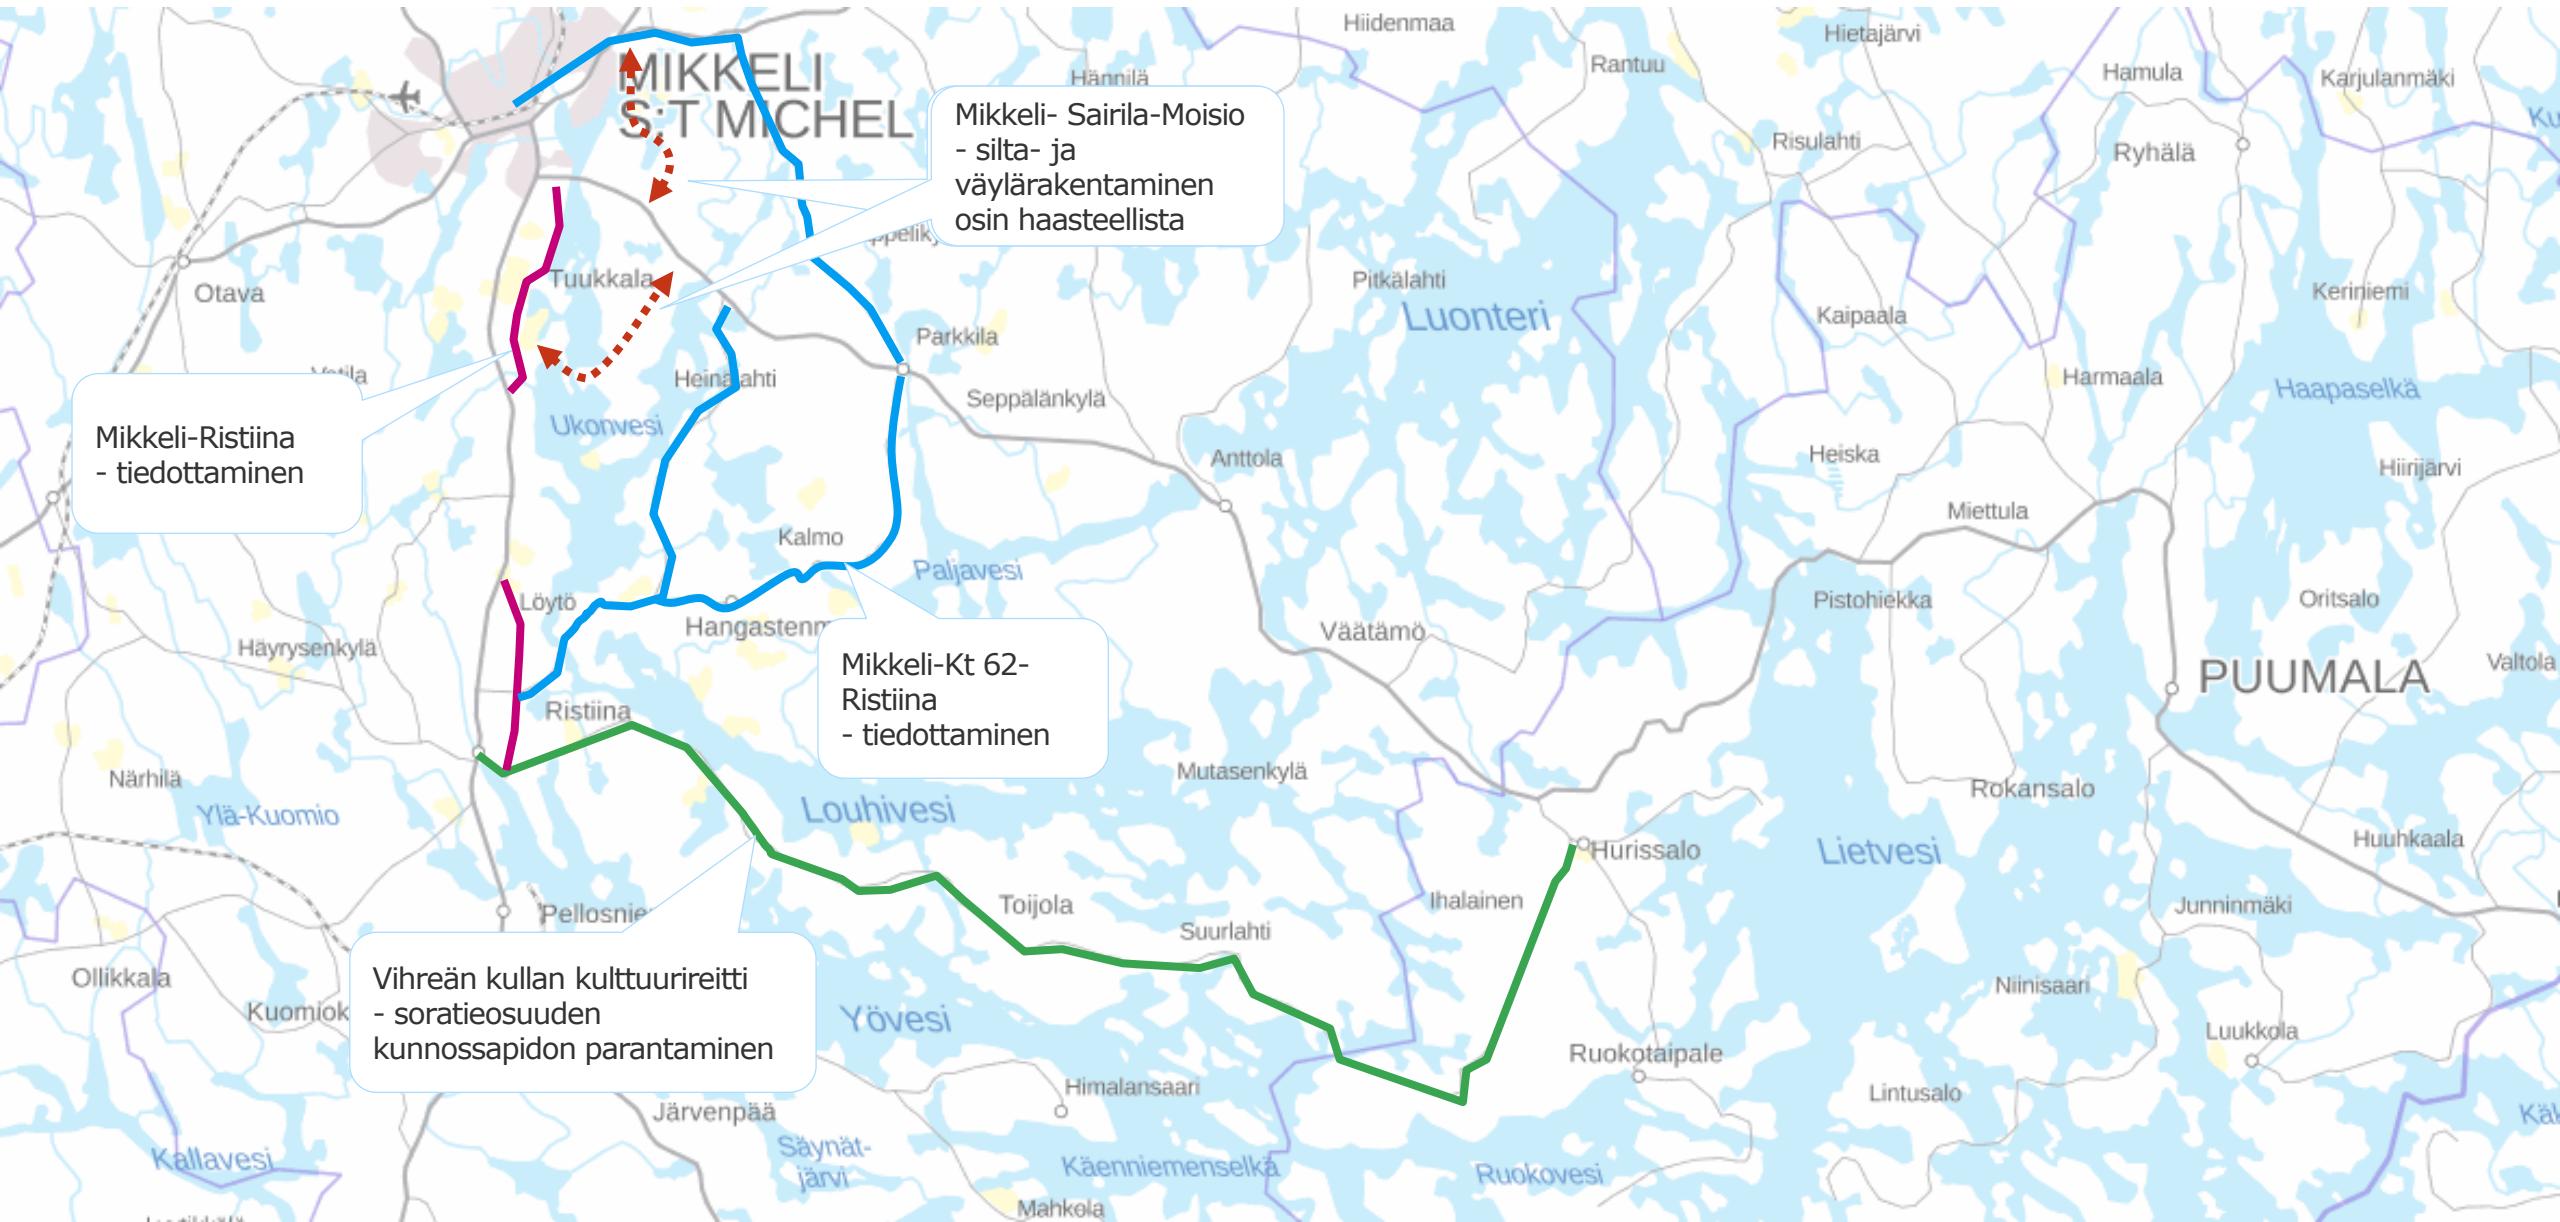 Hiidenmaa
Hietajärvi
Rantuu
MIKKELI
S:T MICHEL
Hännilä
Hamula
Karjulanmäki
Mikkeli- Sairila-Moisio
- silta- ja
väylärakentaminen
osin haasteellista
Risulahti
Ryhälä
Otava
Tuukkala
Pitkälahti
Luonteri
Kaipaala
Keriniemi
Parkkila
Heinälahti
Seppälänkylä
Harmaala
Haapaselkä
Mikkeli-Ristiina
- tiedottaminen
Ukonvesi
Anttola
Heiska
Hiirijärvi
Miettula
Kalmo
Paljavesi
Löytö
Pistohiekka
Oritsalo
Hangastenm
Väätämö
Häyrysenkylä
Mikkeli-Kt 62-
Ristiina
- tiedottaminen
PUUMALA
Valtola
Ristiina
Närhilä
Ylä-Kuomio
Louhivesi
Mutasenkylä
Rokansalo
Hurissalo
Lietvesi
Huuhkaala
Pellosnie
Toijola
Suurlahti
Ihalainen
Junninmäki
Ollikkala
Kuomiok
Vihreän kullan kulttuurireitti
- soratieosuuden
kunnossapidon parantaminen
Yövesi
Niinisaari
Luukkola
Ruokotaipale
Himalansaari
Lintusalo
Järvenpää
Kallavesi
Säynät-
järvi
Käenniemenselkä
Ruokovesi
Mahkola